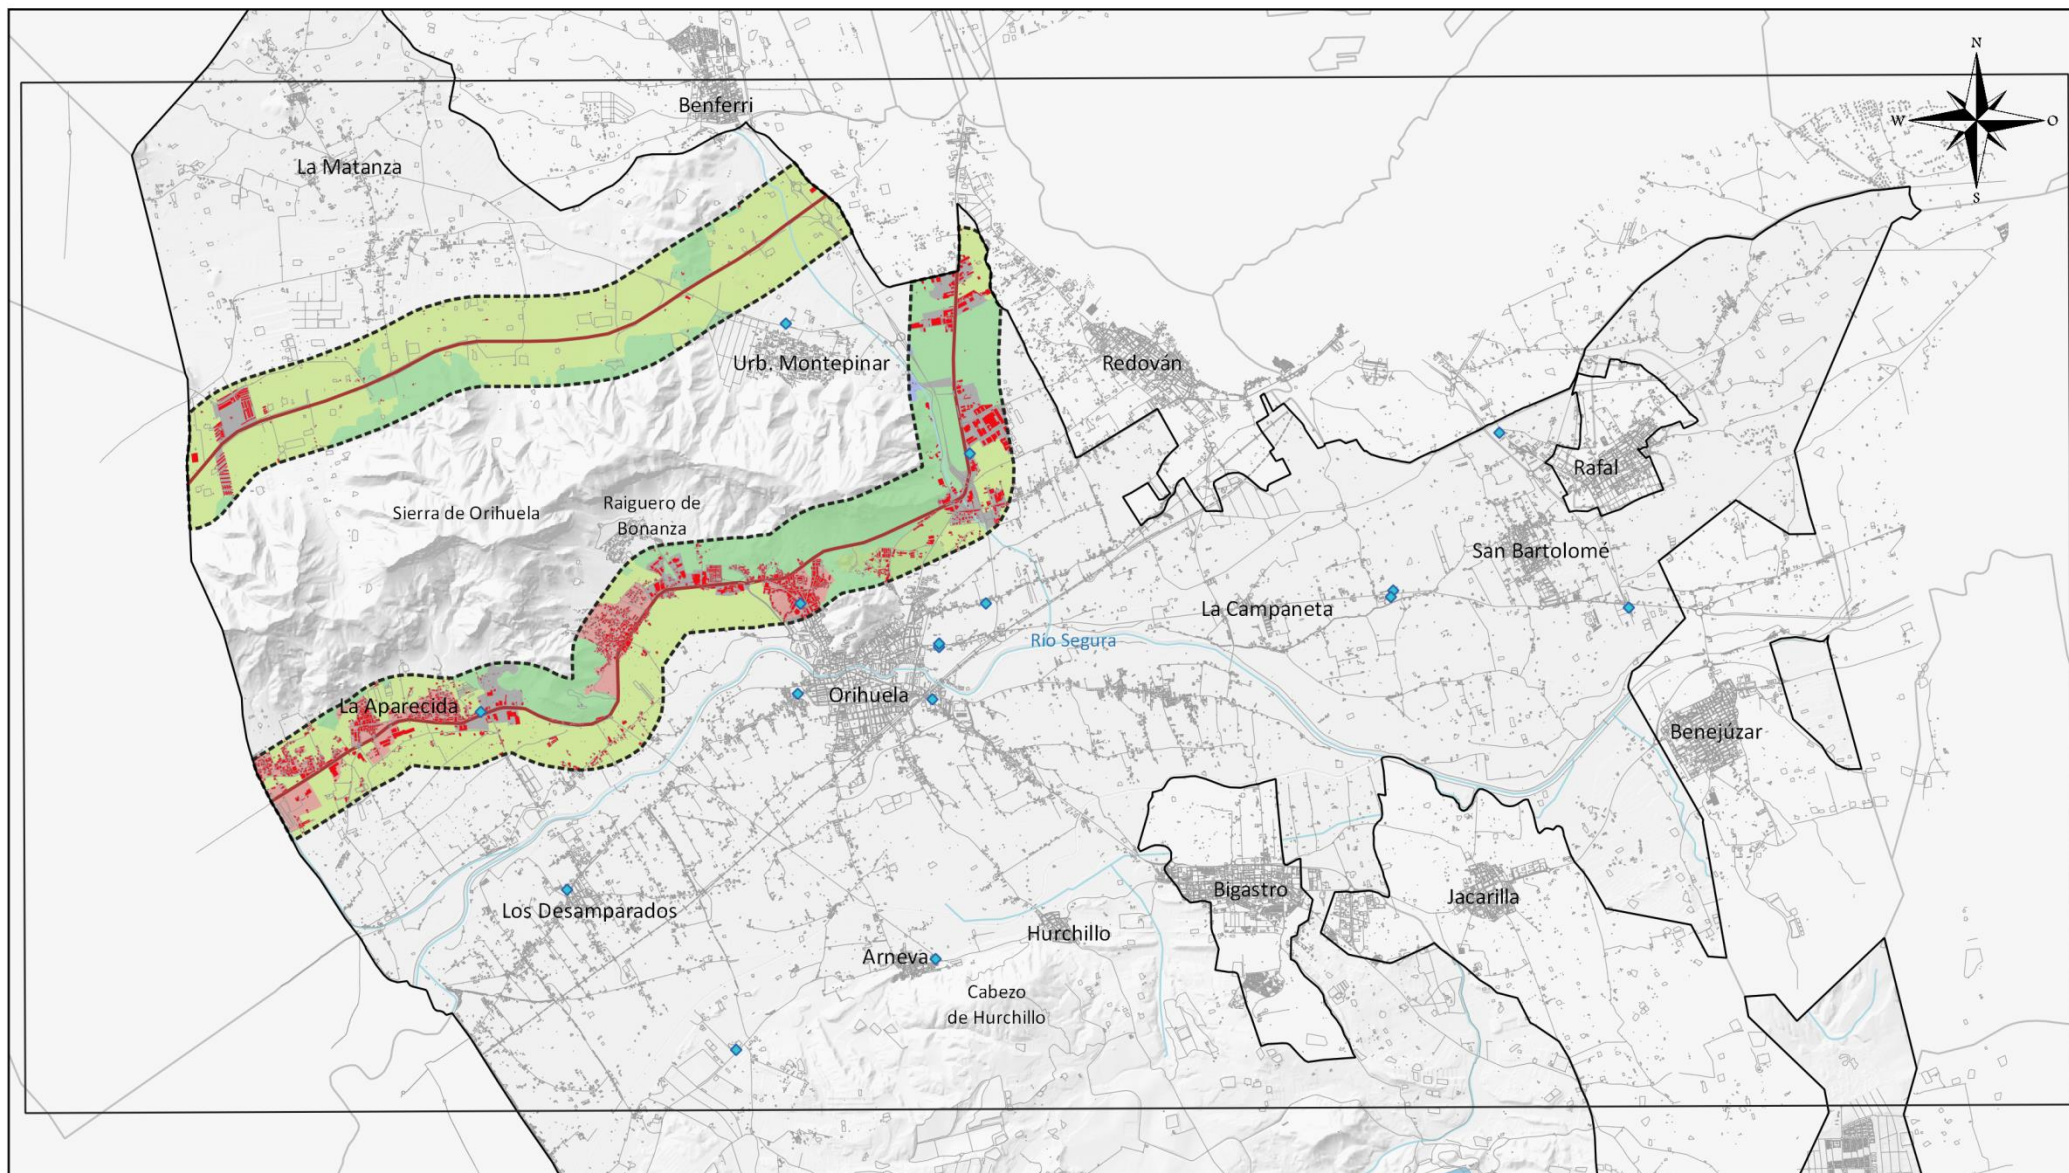 N
Benferri
W
O
La Matanza
S
Urb. Montepinar
Redován
Rafal
Sierra de Orihuela
Raiguero de
Bonanza
San Bartolomé
La Campaneta
Río Segura
Orihuela
La Aparecida
Benejúzar
Bigastro
Jacarilla
Los Desamparados
Hurchillo
Arneva
Cabezo
de Hurchillo